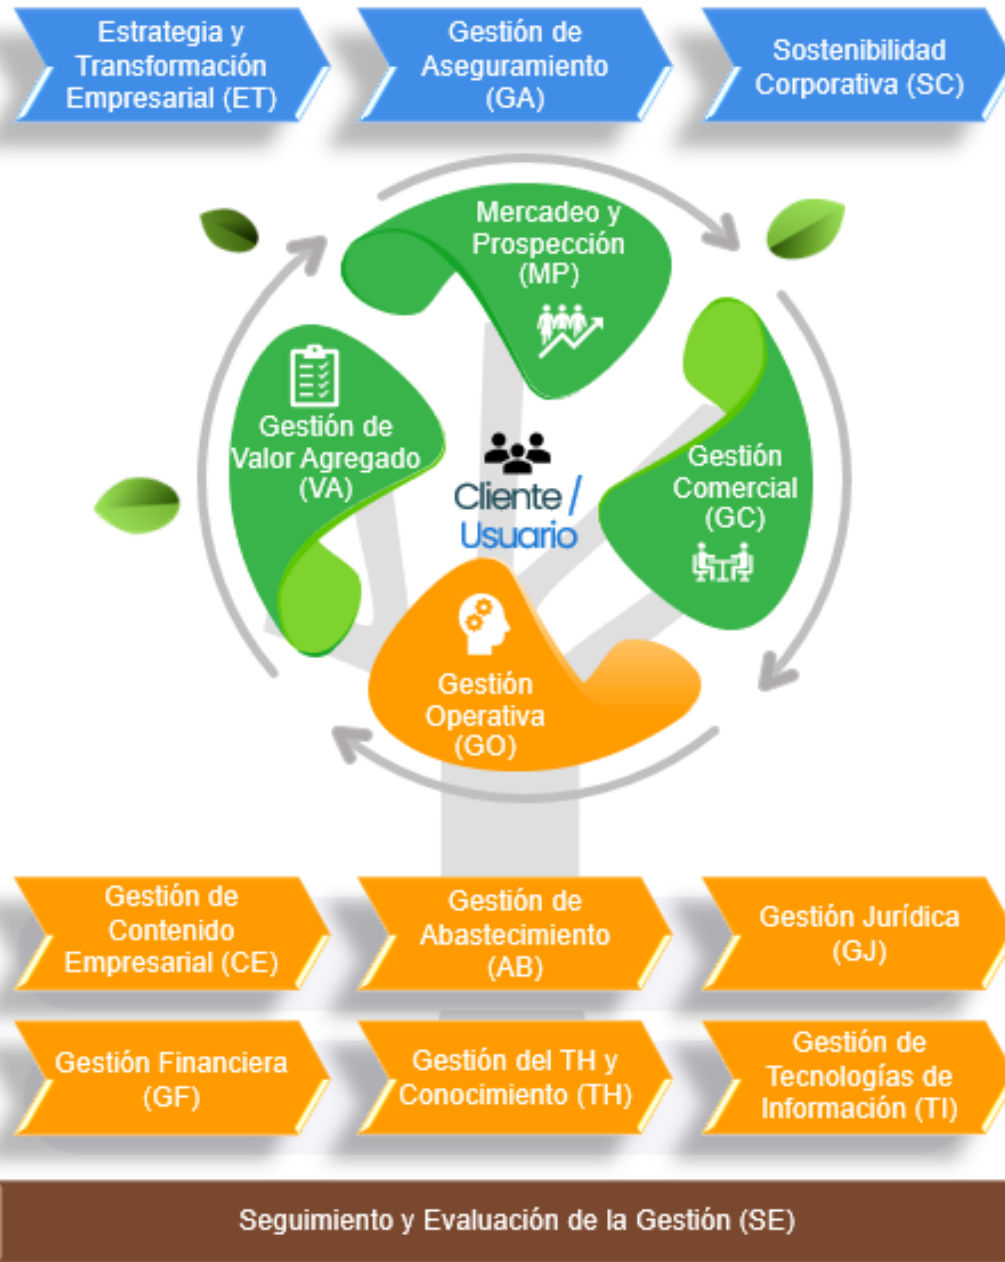 Estrategia y
Transformación
Empresarial (ET)
Gestión de
Aseguramiento
(GA)
Sostenibilidad
Corporativa (SC)
Mercadeo y
Prospección
(MP)
Gestión de
Valor Agregado
(VA)
Gestión
Comercial
(GC)
Cliente /
Usuario
Gestión
Operativa
(GO)
Gestión de
Contenido
Empresarial (CE)
Gestión de
Abastecimiento
(AB)
Gestión Jurídica
(GJ)
Gestión Financiera
(GF)
Gestión del TH y
Conocimiento (TH)
Gestión de
Tecnologías de
Información (TI)
Seguimiento y Evaluación de la Gestión (SE)